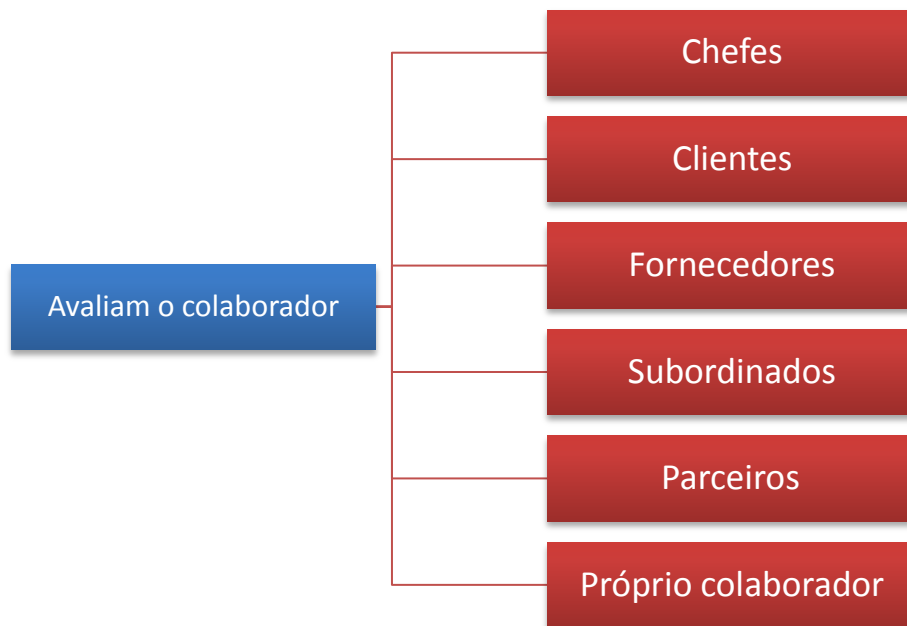 Chefes
Clientes
Fornecedores
Avaliam o colaborador
Subordinados
Parceiros
Próprio colaborador